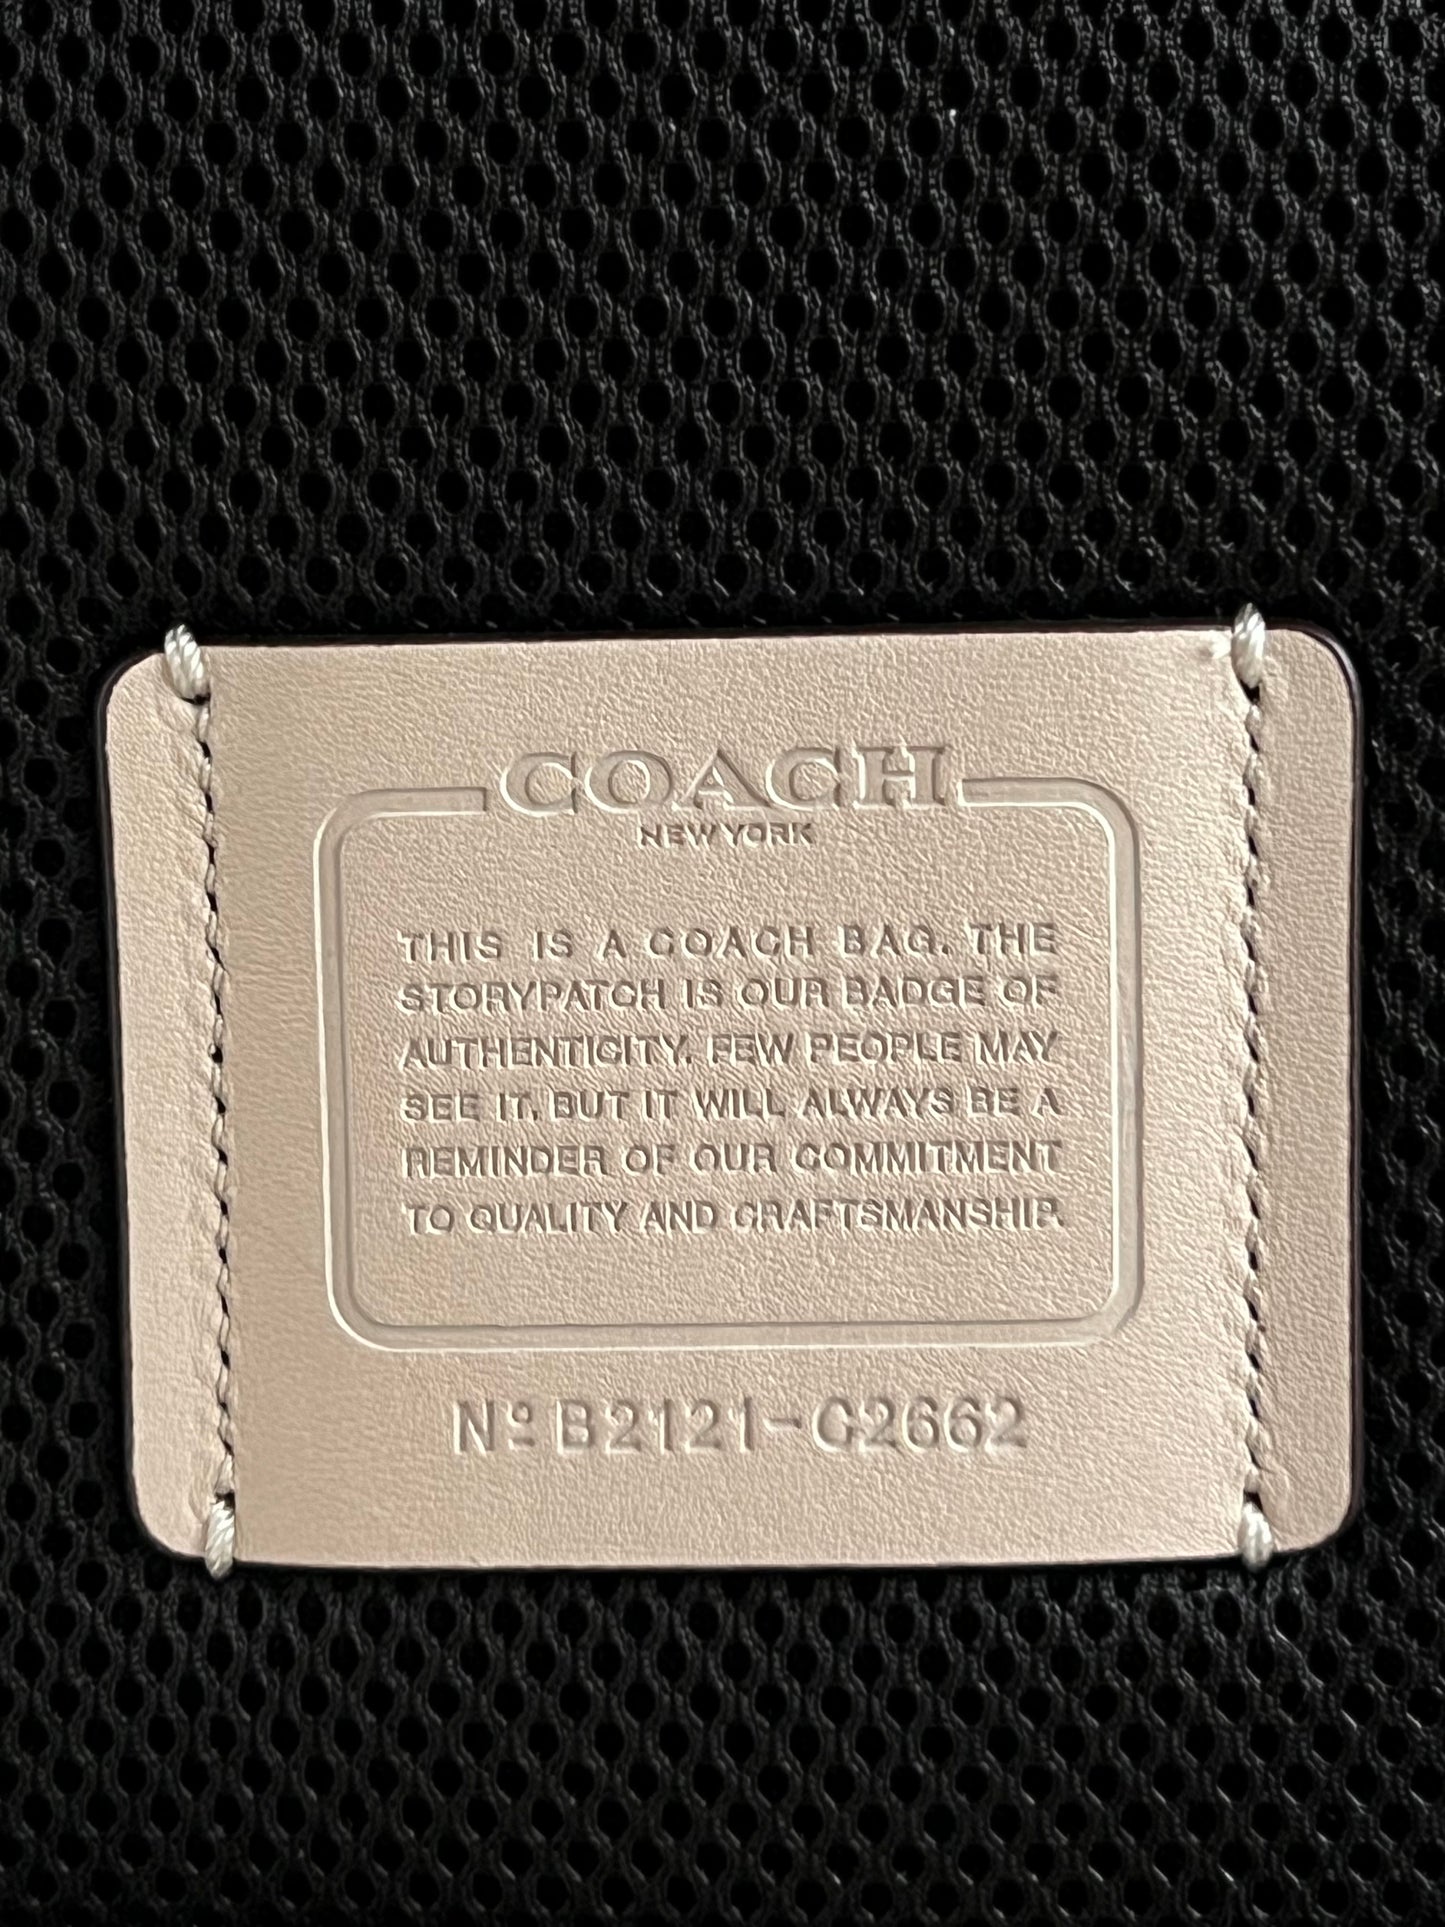 COACH
NEW YORK
THIS IS A COACH BAG. THE
STORYPATCH IS OUR BADGE OF
AUTHENTICITY. FEW PEOPLE MAY
SEE IT, BUT IT WILL ALWAYS BE A
REMINDER OF OUR COMMITMENT
TO QUALITY AND CRAFTSMANSHIP.
Nº B2121-C2662